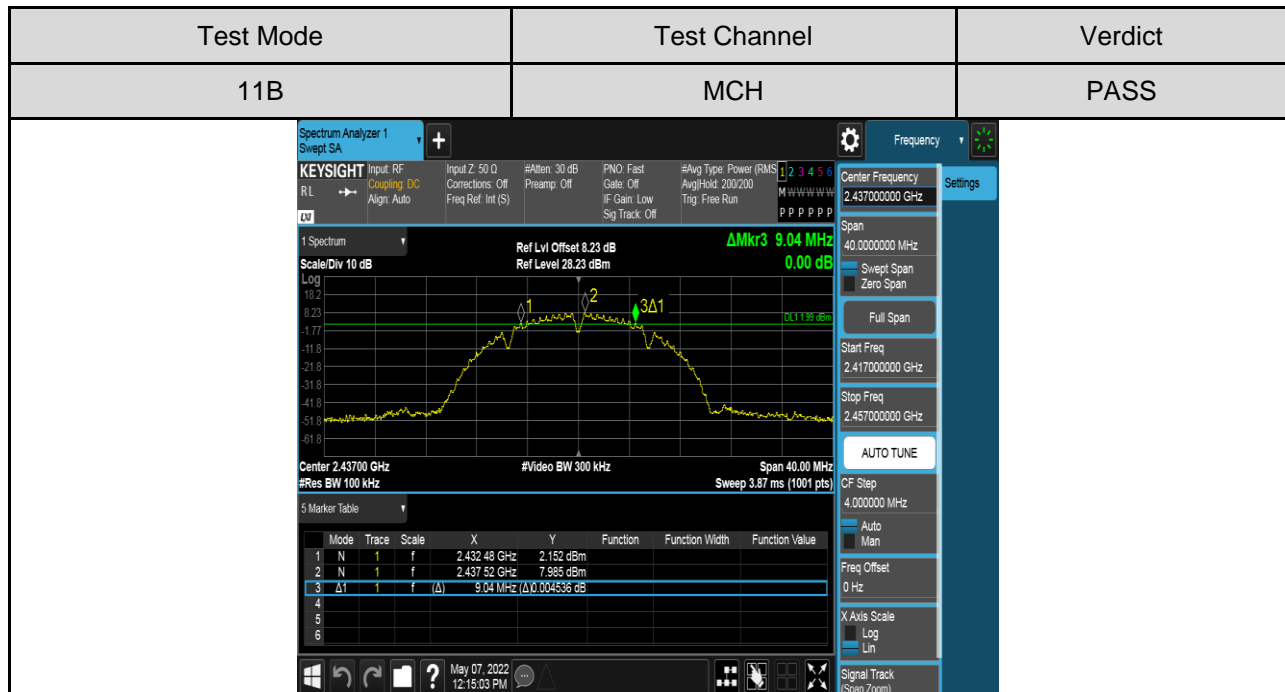 Test Mode Test Channel Verdict
11B MCH PASS
Spectrum Analyzer 1
Swept SA
+
Frequency
KEYSIGHT
RL
LXI
Input: RF
Coupling: DC
Align: Auto
Input Z: 50 Ω
Corrections: Off
Freq Ref: Int (S)
#Atten: 30 dB
Preamp: Off
PNO: Fast
Gate: Off
IF Gain: Low
Sig Track: Off
#Avg Type: Power (RMS
Avg|Hold: 200/200
Trig: Free Run
1 2 3 4 5 6
M W W W W W
P P P P P P
1 Spectrum
Scale/Div 10 dB
Ref Lvl Offset 8.23 dB
Ref Level 28.23 dBm
ΔMkr3 9.04 MHz
0.00 dB
Log
18.2
8.23
-1.77
-11.8
-21.8
-31.8
-41.8
-51.8
-61.8
1
2
3Δ1
DL1 1.99 dBm
Center 2.43700 GHz
#Res BW 100 kHz
#Video BW 300 kHz
Span 40.00 MHz
Sweep 3.87 ms (1001 pts)
5 Marker Table
Mode Trace Scale X Y Function Function Width Function Value
1 N 1 f 2.432 48 GHz 2.152 dBm
2 N 1 f 2.437 52 GHz 7.985 dBm
3 Δ1 1 f (Δ) 9.04 MHz (Δ) 0.004536 dB
4
5
6
?
May 07, 2022
12:15:03 PM
Center Frequency
2.437000000 GHz
Settings
Span
40.0000000 MHz
Swept Span
Zero Span
Full Span
Start Freq
2.417000000 GHz
Stop Freq
2.457000000 GHz
AUTO TUNE
CF Step
4.000000 MHz
Auto
Man
Freq Offset
0 Hz
X Axis Scale
Log
Lin
Signal Track
(Span Zoom)